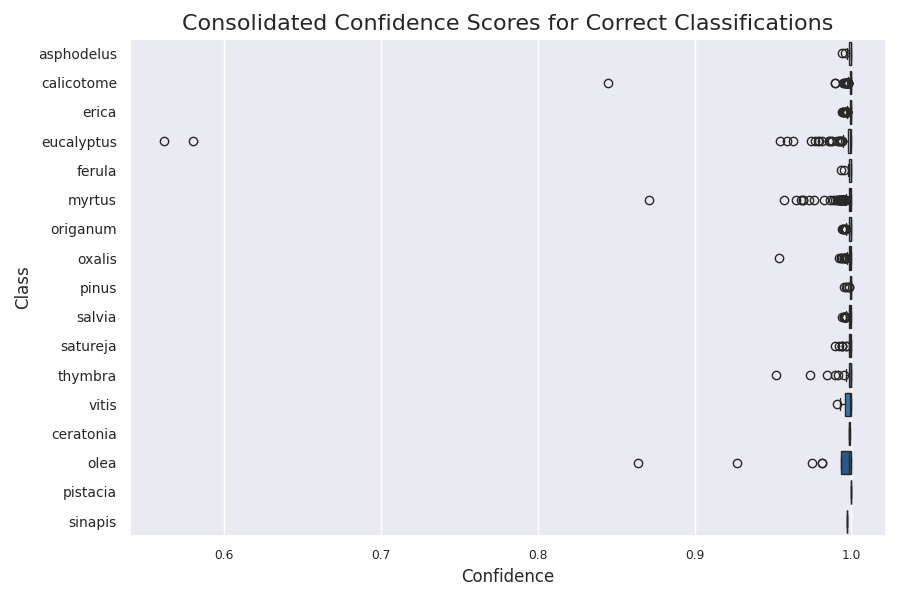 Consolidated Confidence Scores for Correct Classifications
asphodelus
calicotome
erica
eucalyptus
ferula
myrtus
origanum
oxalis
pinus
salvia
satureja
thymbra
vitis
ceratonia
olea
pistacia
sinapis
Class
0.6 0.7 0.8 0.9 1.0
Confidence